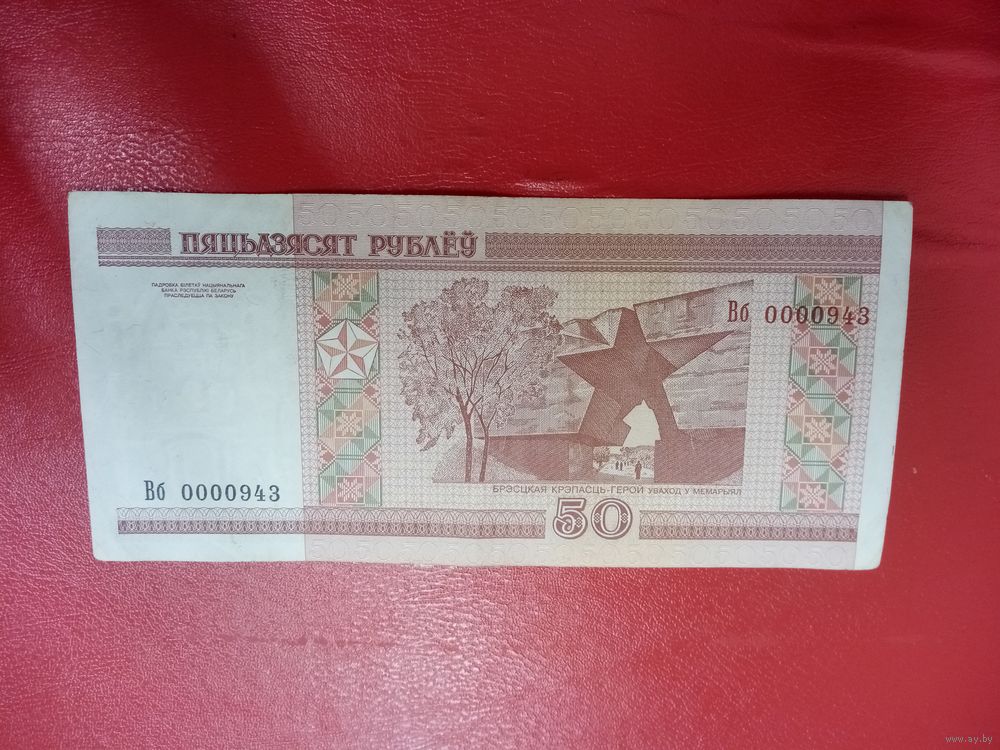 ПЯЦЬДЗЯСЯТ РУБЛЁЎ
ПАДРОБКА БІЛЕТАЎ НАЦЫЯНАЛЬНАГА
БАНКА РЭСПУБЛІКІ БЕЛАРУСЬ
ПРАСЛЕДУЕЦЦА ПА ЗАКОНУ
Вб 0000943
Вб 0000943
БРЭСЦКАЯ КРЭПАСЦЬ-ГЕРОЙ УВАХОД У МЕМАРЫЯЛ
50
www.ay.by